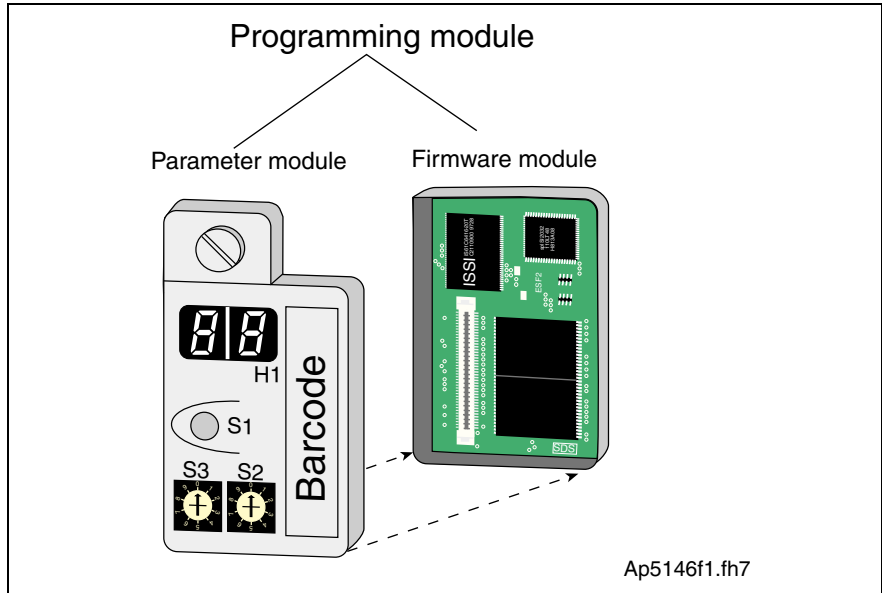 Programming module
Parameter module
Firmware module
H1
S1
S3
S2
Barcode
ISSI
ESF2
SDS
Ap5146f1.fh7